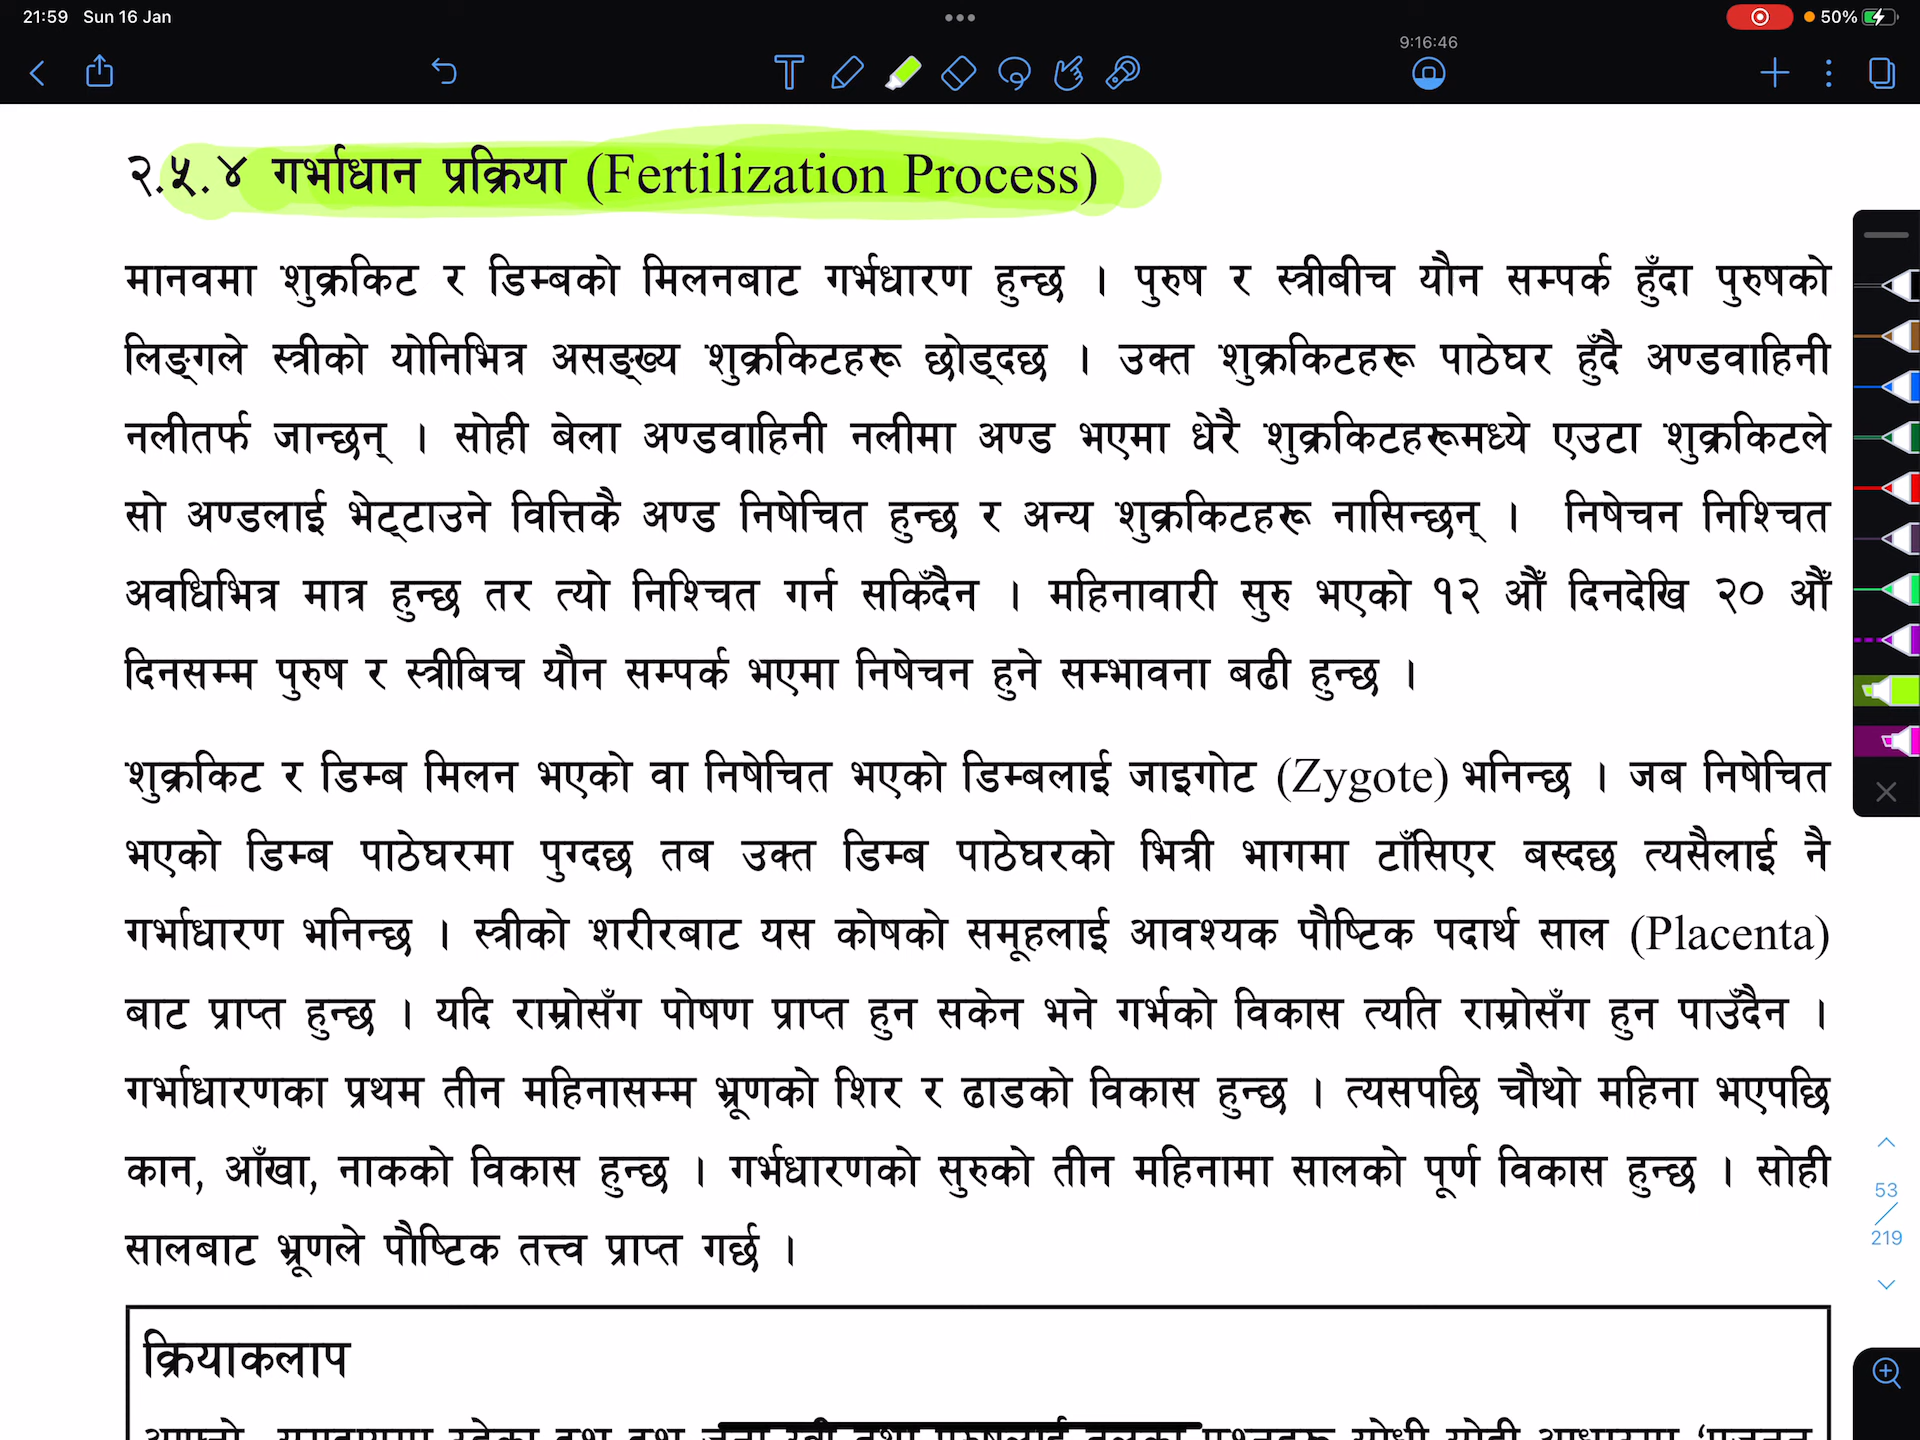 21:59 Sun 16 Jan
50%
9:16:46
२.५.४ गर्भाधान प्रक्रिया (Fertilization Process)
मानवमा शुक्रकिट र डिम्बको मिलनबाट गर्भधारण हुन्छ । पुरुष र स्त्रीबीच यौन सम्पर्क हुँदा पुरुषको
लिङ्गले स्त्रीको योनिभित्र असङ्ख्य शुक्रकिटहरू छोड्दछ । उक्त शुक्रकिटहरू पाठेघर हुँदै अण्डवाहिनी
नलीतर्फ जान्छन् । सोही बेला अण्डवाहिनी नलीमा अण्ड भएमा धेरै शुक्रकिटहरूमध्ये एउटा शुक्रकिटले
सो अण्डलाई भेट्टाउने वित्तिकै अण्ड निषेचित हुन्छ र अन्य शुक्रकिटहरू नासिन्छन् । निषेचन निश्चित
अवधिभित्र मात्र हुन्छ तर त्यो निश्चित गर्न सकिँदैन । महिनावारी सुरु भएको १२ औँ दिनदेखि २० औँ
दिनसम्म पुरुष र स्त्रीबिच यौन सम्पर्क भएमा निषेचन हुने सम्भावना बढी हुन्छ ।
शुक्रकिट र डिम्ब मिलन भएको वा निषेचित भएको डिम्बलाई जाइगोट (Zygote) भनिन्छ । जब निषेचित
भएको डिम्ब पाठेघरमा पुग्दछ तब उक्त डिम्ब पाठेघरको भित्री भागमा टाँसिएर बस्दछ त्यसैलाई नै
गर्भाधारण भनिन्छ । स्त्रीको शरीरबाट यस कोषको समूहलाई आवश्यक पौष्टिक पदार्थ साल (Placenta)
बाट प्राप्त हुन्छ । यदि राम्रोसँग पोषण प्राप्त हुन सकेन भने गर्भको विकास त्यति राम्रोसँग हुन पाउँदैन ।
गर्भाधारणका प्रथम तीन महिनासम्म भ्रूणको शिर र ढाडको विकास हुन्छ । त्यसपछि चौथो महिना भएपछि
कान, आँखा, नाकको विकास हुन्छ । गर्भधारणको सुरुको तीन महिनामा सालको पूर्ण विकास हुन्छ । सोही
सालबाट भ्रूणले पौष्टिक तत्त्व प्राप्त गर्छ ।
53
219
क्रियाकलाप